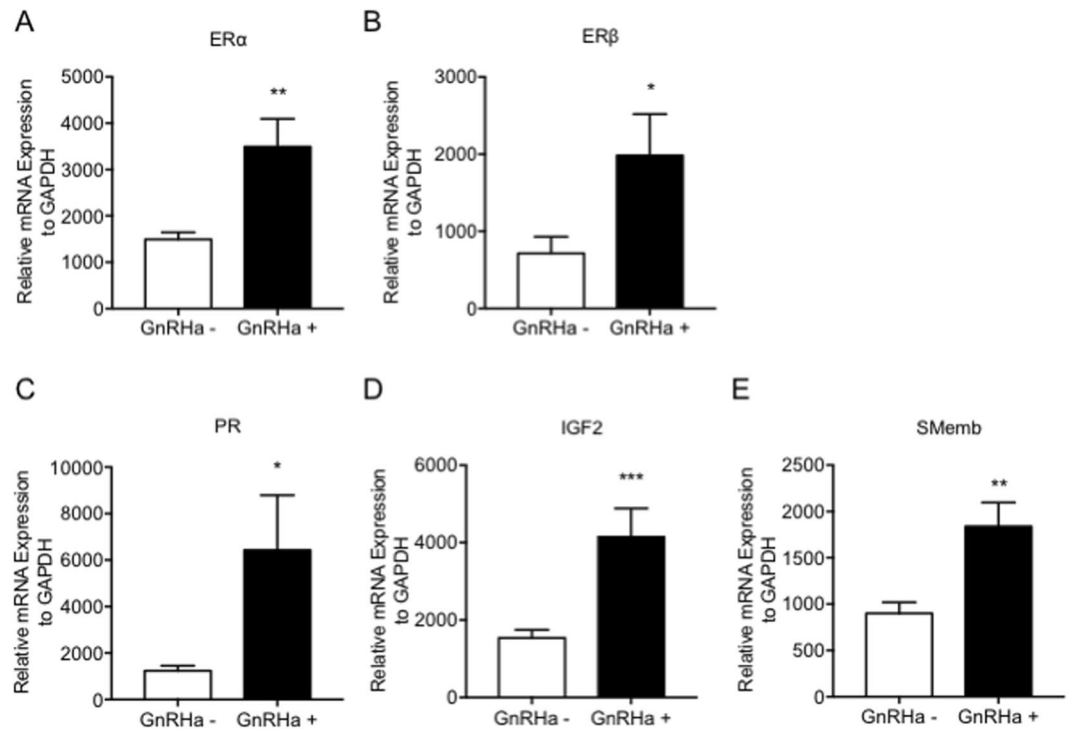 A
ERα
Relative mRNA Expression
to GAPDH
5000
4000
3000
2000
1000
0
**
GnRHa -
GnRHa +
B
ERβ
Relative mRNA Expression
to GAPDH
3000
2000
1000
0
*
GnRHa -
GnRHa +
C
PR
Relative mRNA Expression
to GAPDH
10000
8000
6000
4000
2000
0
*
GnRHa -
GnRHa +
D
IGF2
Relative mRNA Expression
to GAPDH
6000
4000
2000
0
***
GnRHa -
GnRHa +
E
SMemb
Relative mRNA Expression
to GAPDH
2500
2000
1500
1000
500
0
**
GnRHa -
GnRHa +